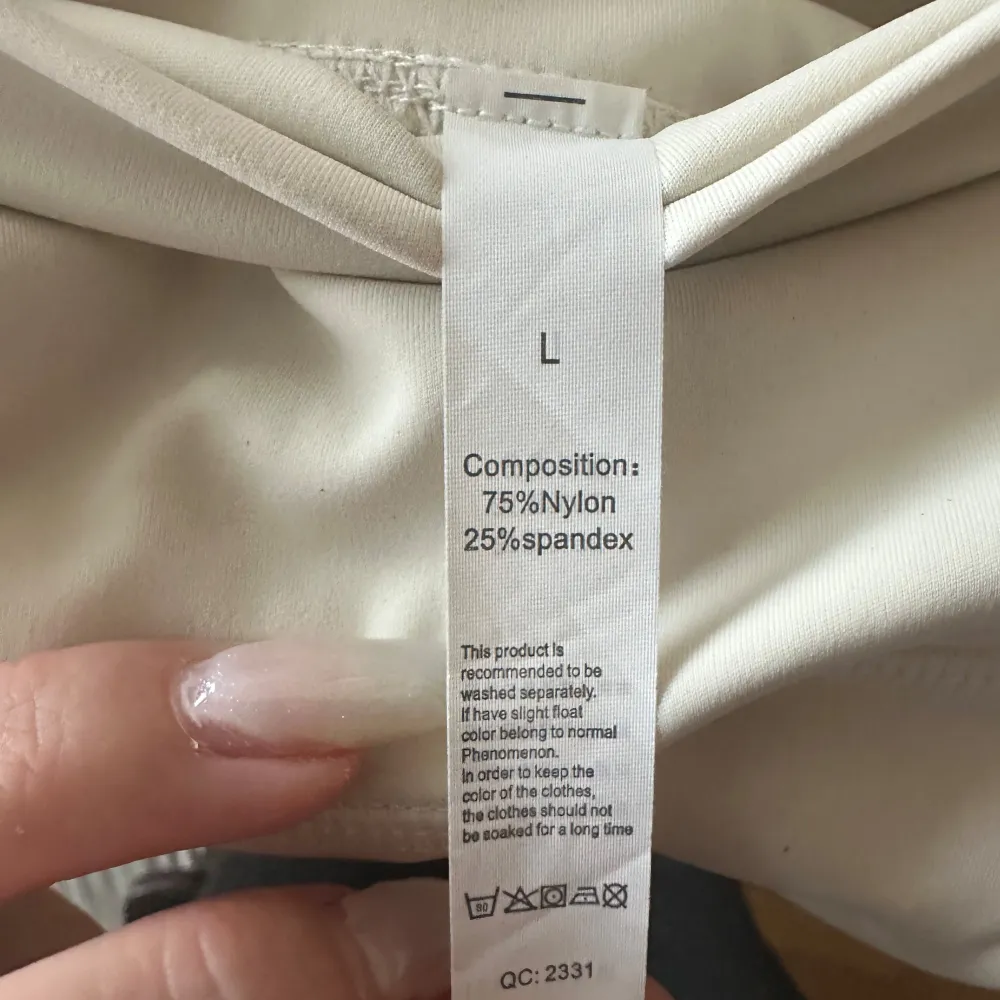 L
Composition：
75%Nylon
25%spandex
This product is
recommended to be
washed separately.
If have slight float
color belong to normal
Phenomenon.
In order to keep the
color of the clothes,
the clothes should not
be soaked for a long time
QC: 2331